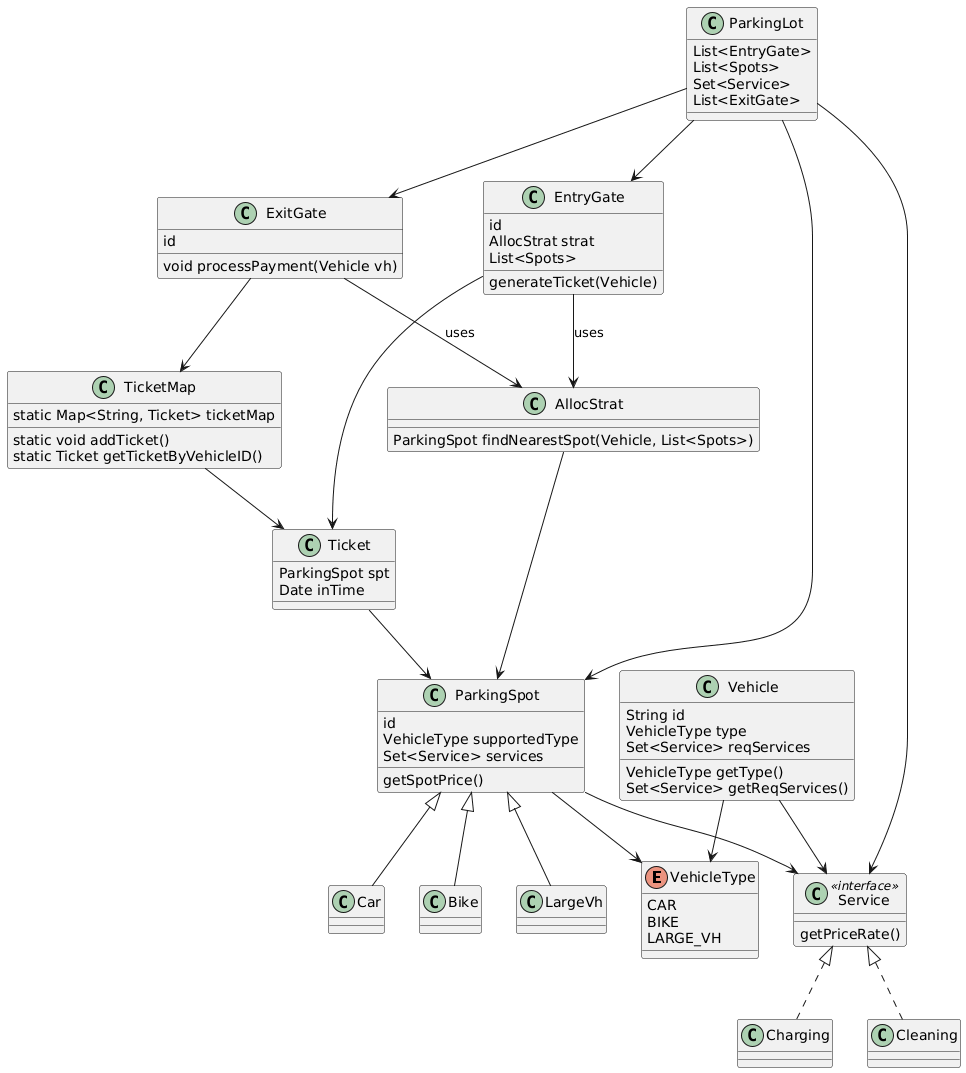 C ParkingLot
List<EntryGate>
List<Spots>
Set<Service>
List<ExitGate>
C ExitGate
id
void processPayment(Vehicle vh)
C EntryGate
id
AllocStrat strat
List<Spots>
generateTicket(Vehicle)
uses
uses
C TicketMap
static Map<String, Ticket> ticketMap
static void addTicket()
static Ticket getTicketByVehicleID()
C AllocStrat
ParkingSpot findNearestSpot(Vehicle, List<Spots>)
C Ticket
ParkingSpot spt
Date inTime
C ParkingSpot
id
VehicleType supportedType
Set<Service> services
getSpotPrice()
C Vehicle
String id
VehicleType type
Set<Service> reqServices
VehicleType getType()
Set<Service> getReqServices()
C Car
C Bike
C LargeVh
E VehicleType
CAR
BIKE
LARGE_VH
C «interface»
Service
getPriceRate()
C Charging
C Cleaning